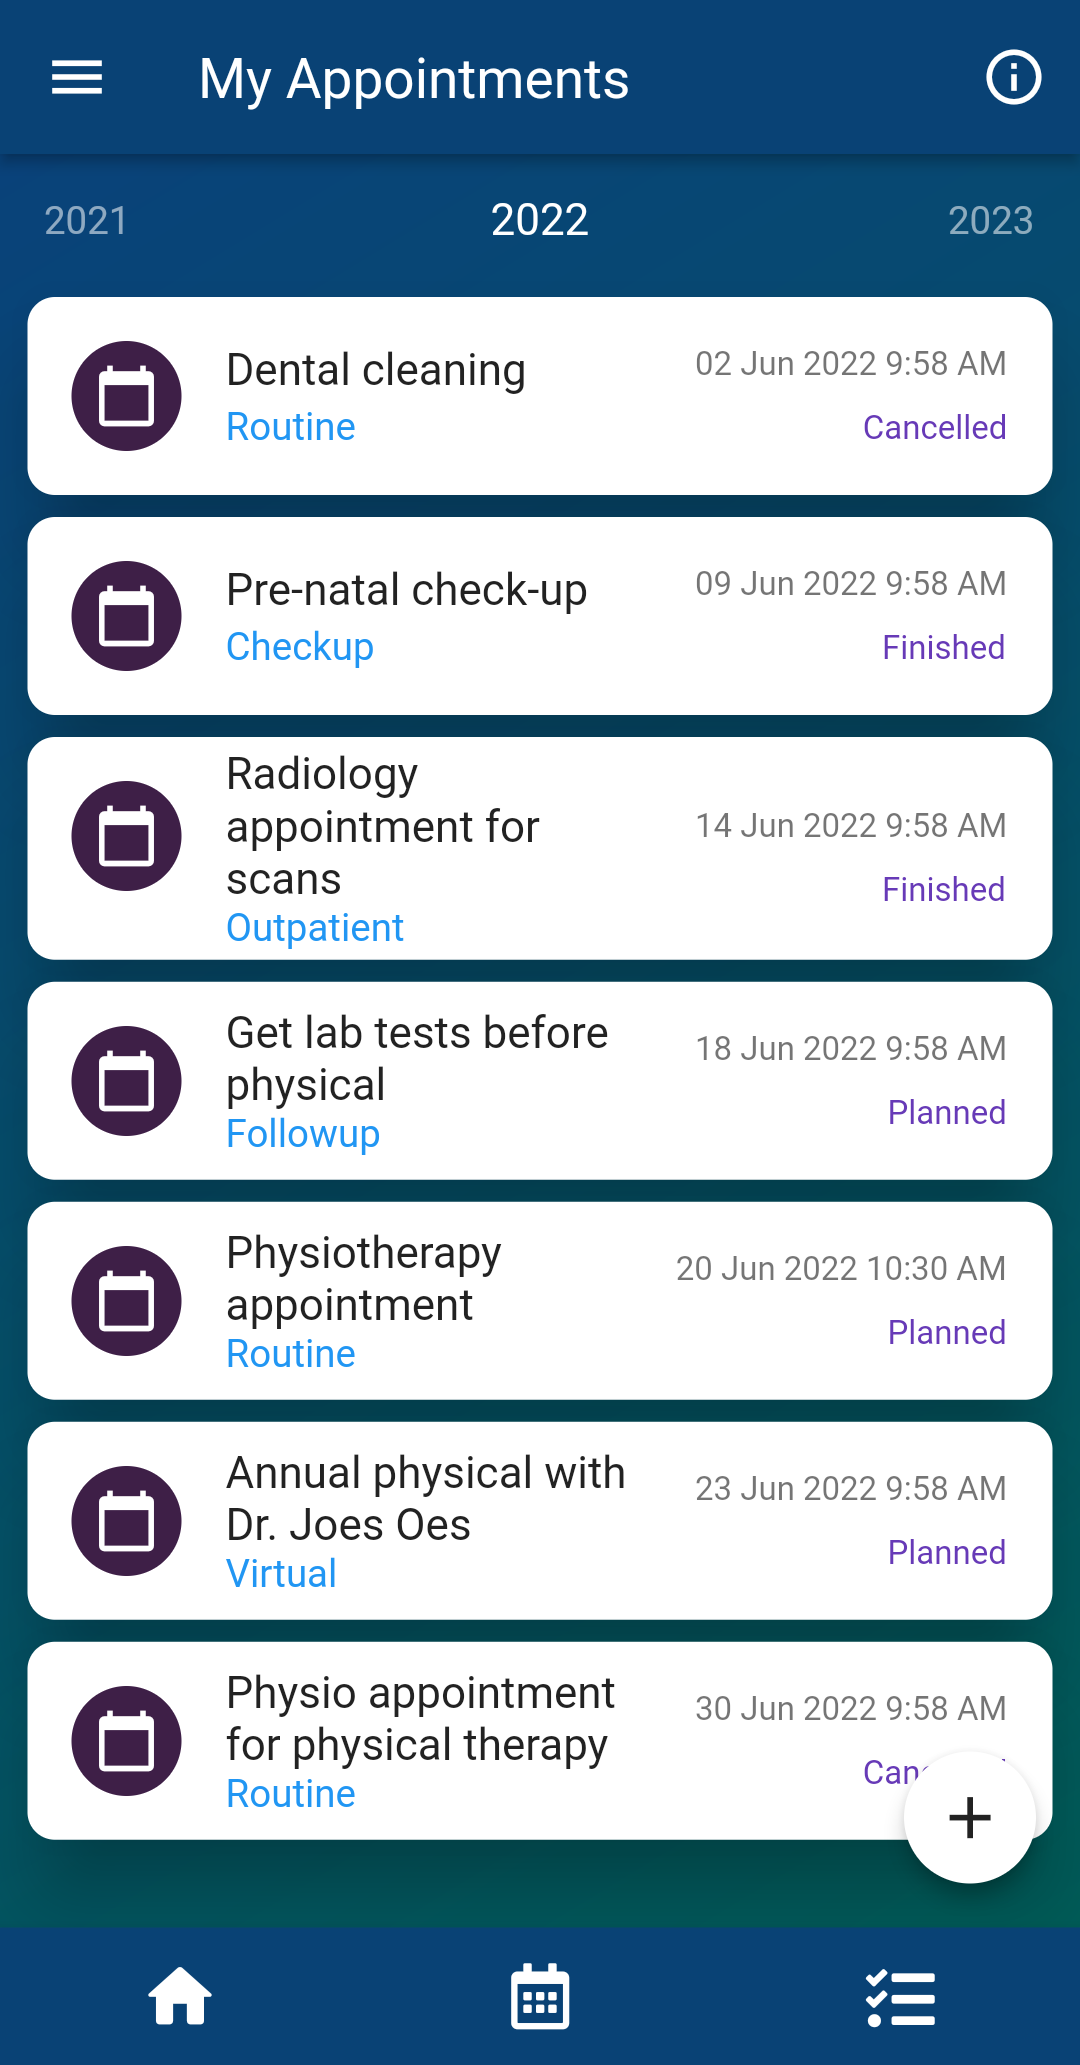 My Appointments
2021 2022 2023
Dental cleaning
02 Jun 2022 9:58 AM
Routine
Cancelled
Pre-natal check-up
09 Jun 2022 9:58 AM
Checkup
Finished
Radiology
appointment for
scans
14 Jun 2022 9:58 AM
Outpatient
Finished
Get lab tests before
physical
18 Jun 2022 9:58 AM
Followup
Planned
Physiotherapy
appointment
20 Jun 2022 10:30 AM
Routine
Planned
Annual physical with
Dr. Joes Oes
23 Jun 2022 9:58 AM
Virtual
Planned
Physio appointment
for physical therapy
30 Jun 2022 9:58 AM
Routine